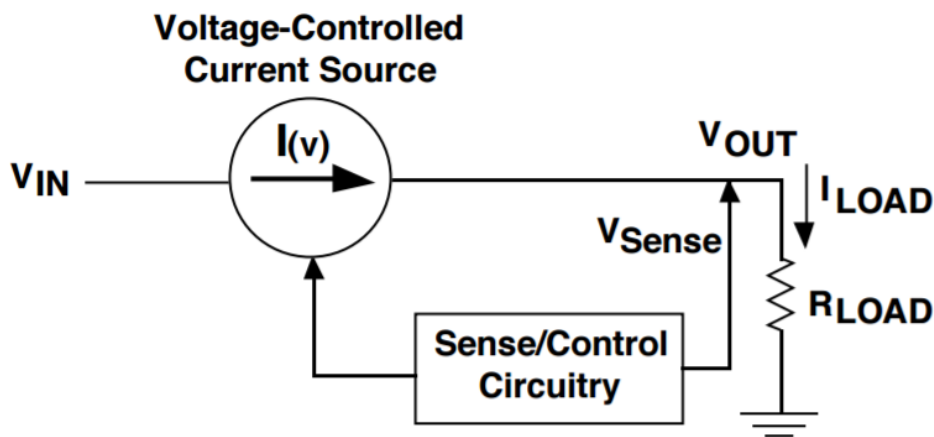 Voltage-Controlled
Current Source
I(v)
VIN
VOUT
ILOAD
VSense
RLOAD
Sense/Control
Circuitry